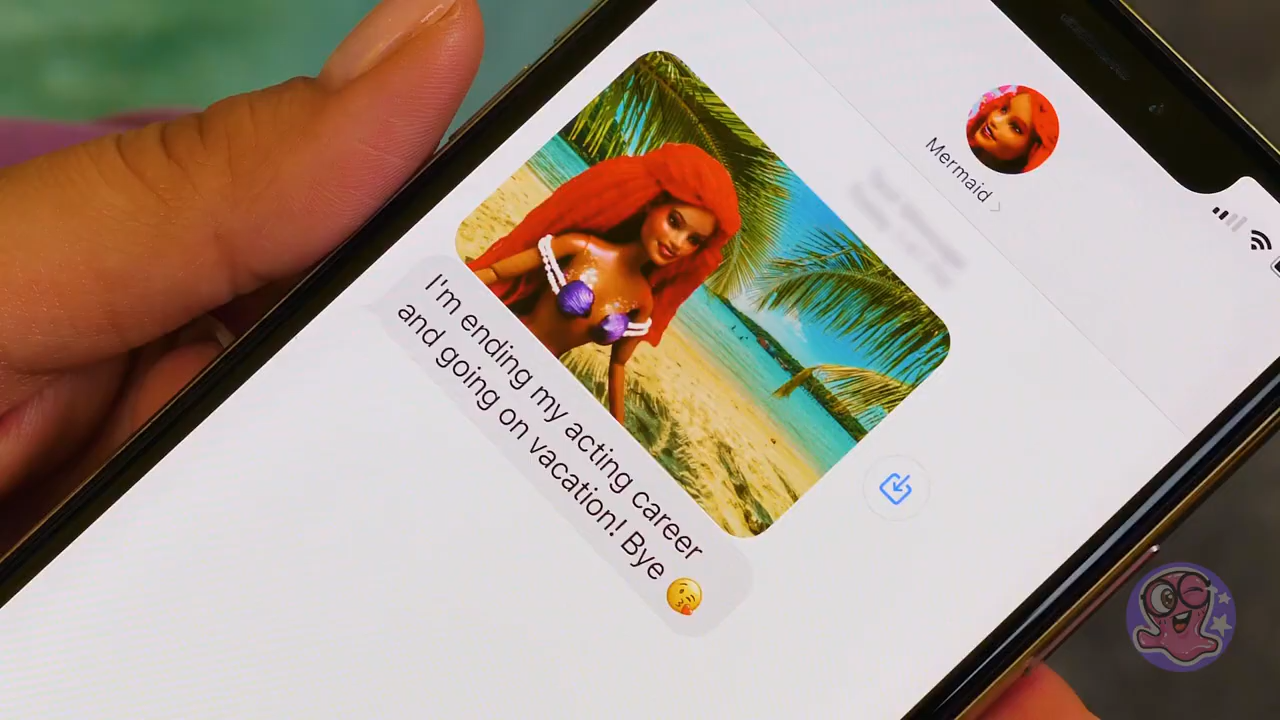 Mermaid
I'm ending my acting career
and going on vacation! Bye 😘